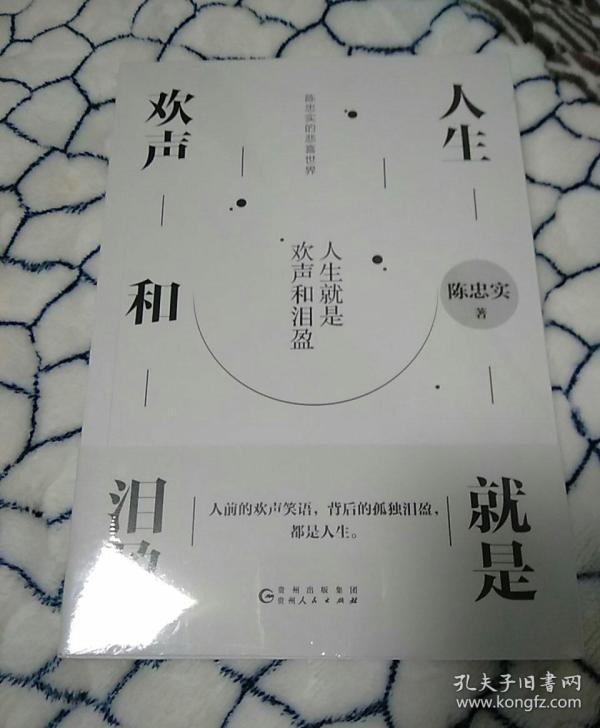 人生
就是
欢声
和
泪盈
陈忠实的悲喜世界
人生就是
欢声和泪盈
陈忠实
著
人前的欢声笑语，背后的孤独泪盈，
都是人生。
贵州出版集团
贵州人民出版社
孔夫子旧书网
www.kongfz.com